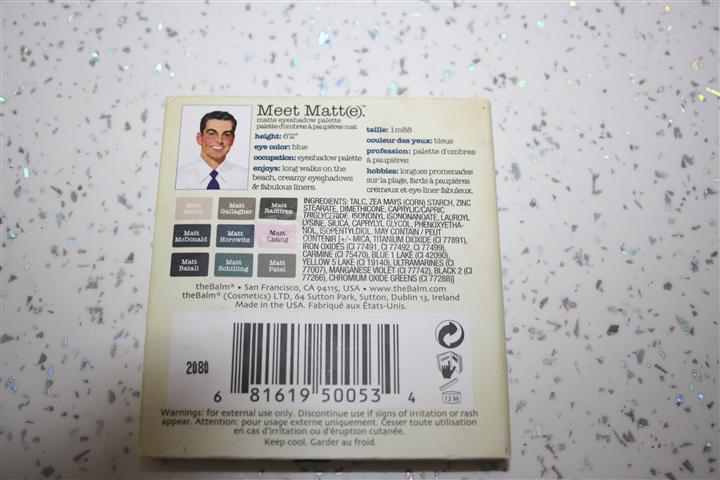 Meet Matt(e).™
matte eyeshadow palette
palette d'ombres à paupières mat
height: 6'2"
eye color: blue
occupation: eyeshadow palette
enjoys: long walks on the
beach, creamy eyeshadows
& fabulous liners.
taille: 1m88
couleur des yeux: bleus
profession: palette d'ombres
à paupières
hobbies: longues promenades
sur la plage, fards à paupières
crémeux et eye-liner fabuleux.
Matt Smith
Matt Gallagher
Matt Ramirez
Matt McDonald
Matt Horowitz
Matt Chung
Matt Batali
Matt Schilling
Matt Patel
INGREDIENTS: TALC, ZEA MAYS (CORN) STARCH, ZINC
STEARATE, DIMETHICONE, CAPRYLIC/CAPRIC
TRIGLYCERIDE, ISONONYL ISONONANOATE, LAUROYL
LYSINE, SILICA, CAPRYLYL GLYCOL, PHENOXYETHA-
NOL, ISOPENTYLDIOL, MAY CONTAIN / PEUT
CONTENIR [+/- MICA, TITANIUM DIOXIDE (CI 77891),
IRON OXIDES (CI 77491, CI 77492, CI 77499),
CARMINE (CI 75470), BLUE 1 LAKE (CI 42090),
YELLOW 5 LAKE (CI 19140), ULTRAMARINES (CI
77007), MANGANESE VIOLET (CI 77742), BLACK 2 (CI
77266), CHROMIUM OXIDE GREENS (CI 77288)]
theBalm® • San Francisco, CA 94115, USA • www.theBalm.com
theBalm® (Cosmetics) LTD, 64 Sutton Park, Sutton, Dublin 13, Ireland
Made in the USA. Fabriqué aux États-Unis.
2080
6 81619 50053 4
12 M
Warnings: for external use only. Discontinue use if signs of irritation or rash
appear. Attention: pour usage externe uniquement. Cesser toute utilisation
en cas d'irritation ou d'éruption cutanée.
Keep cool. Garder au froid.